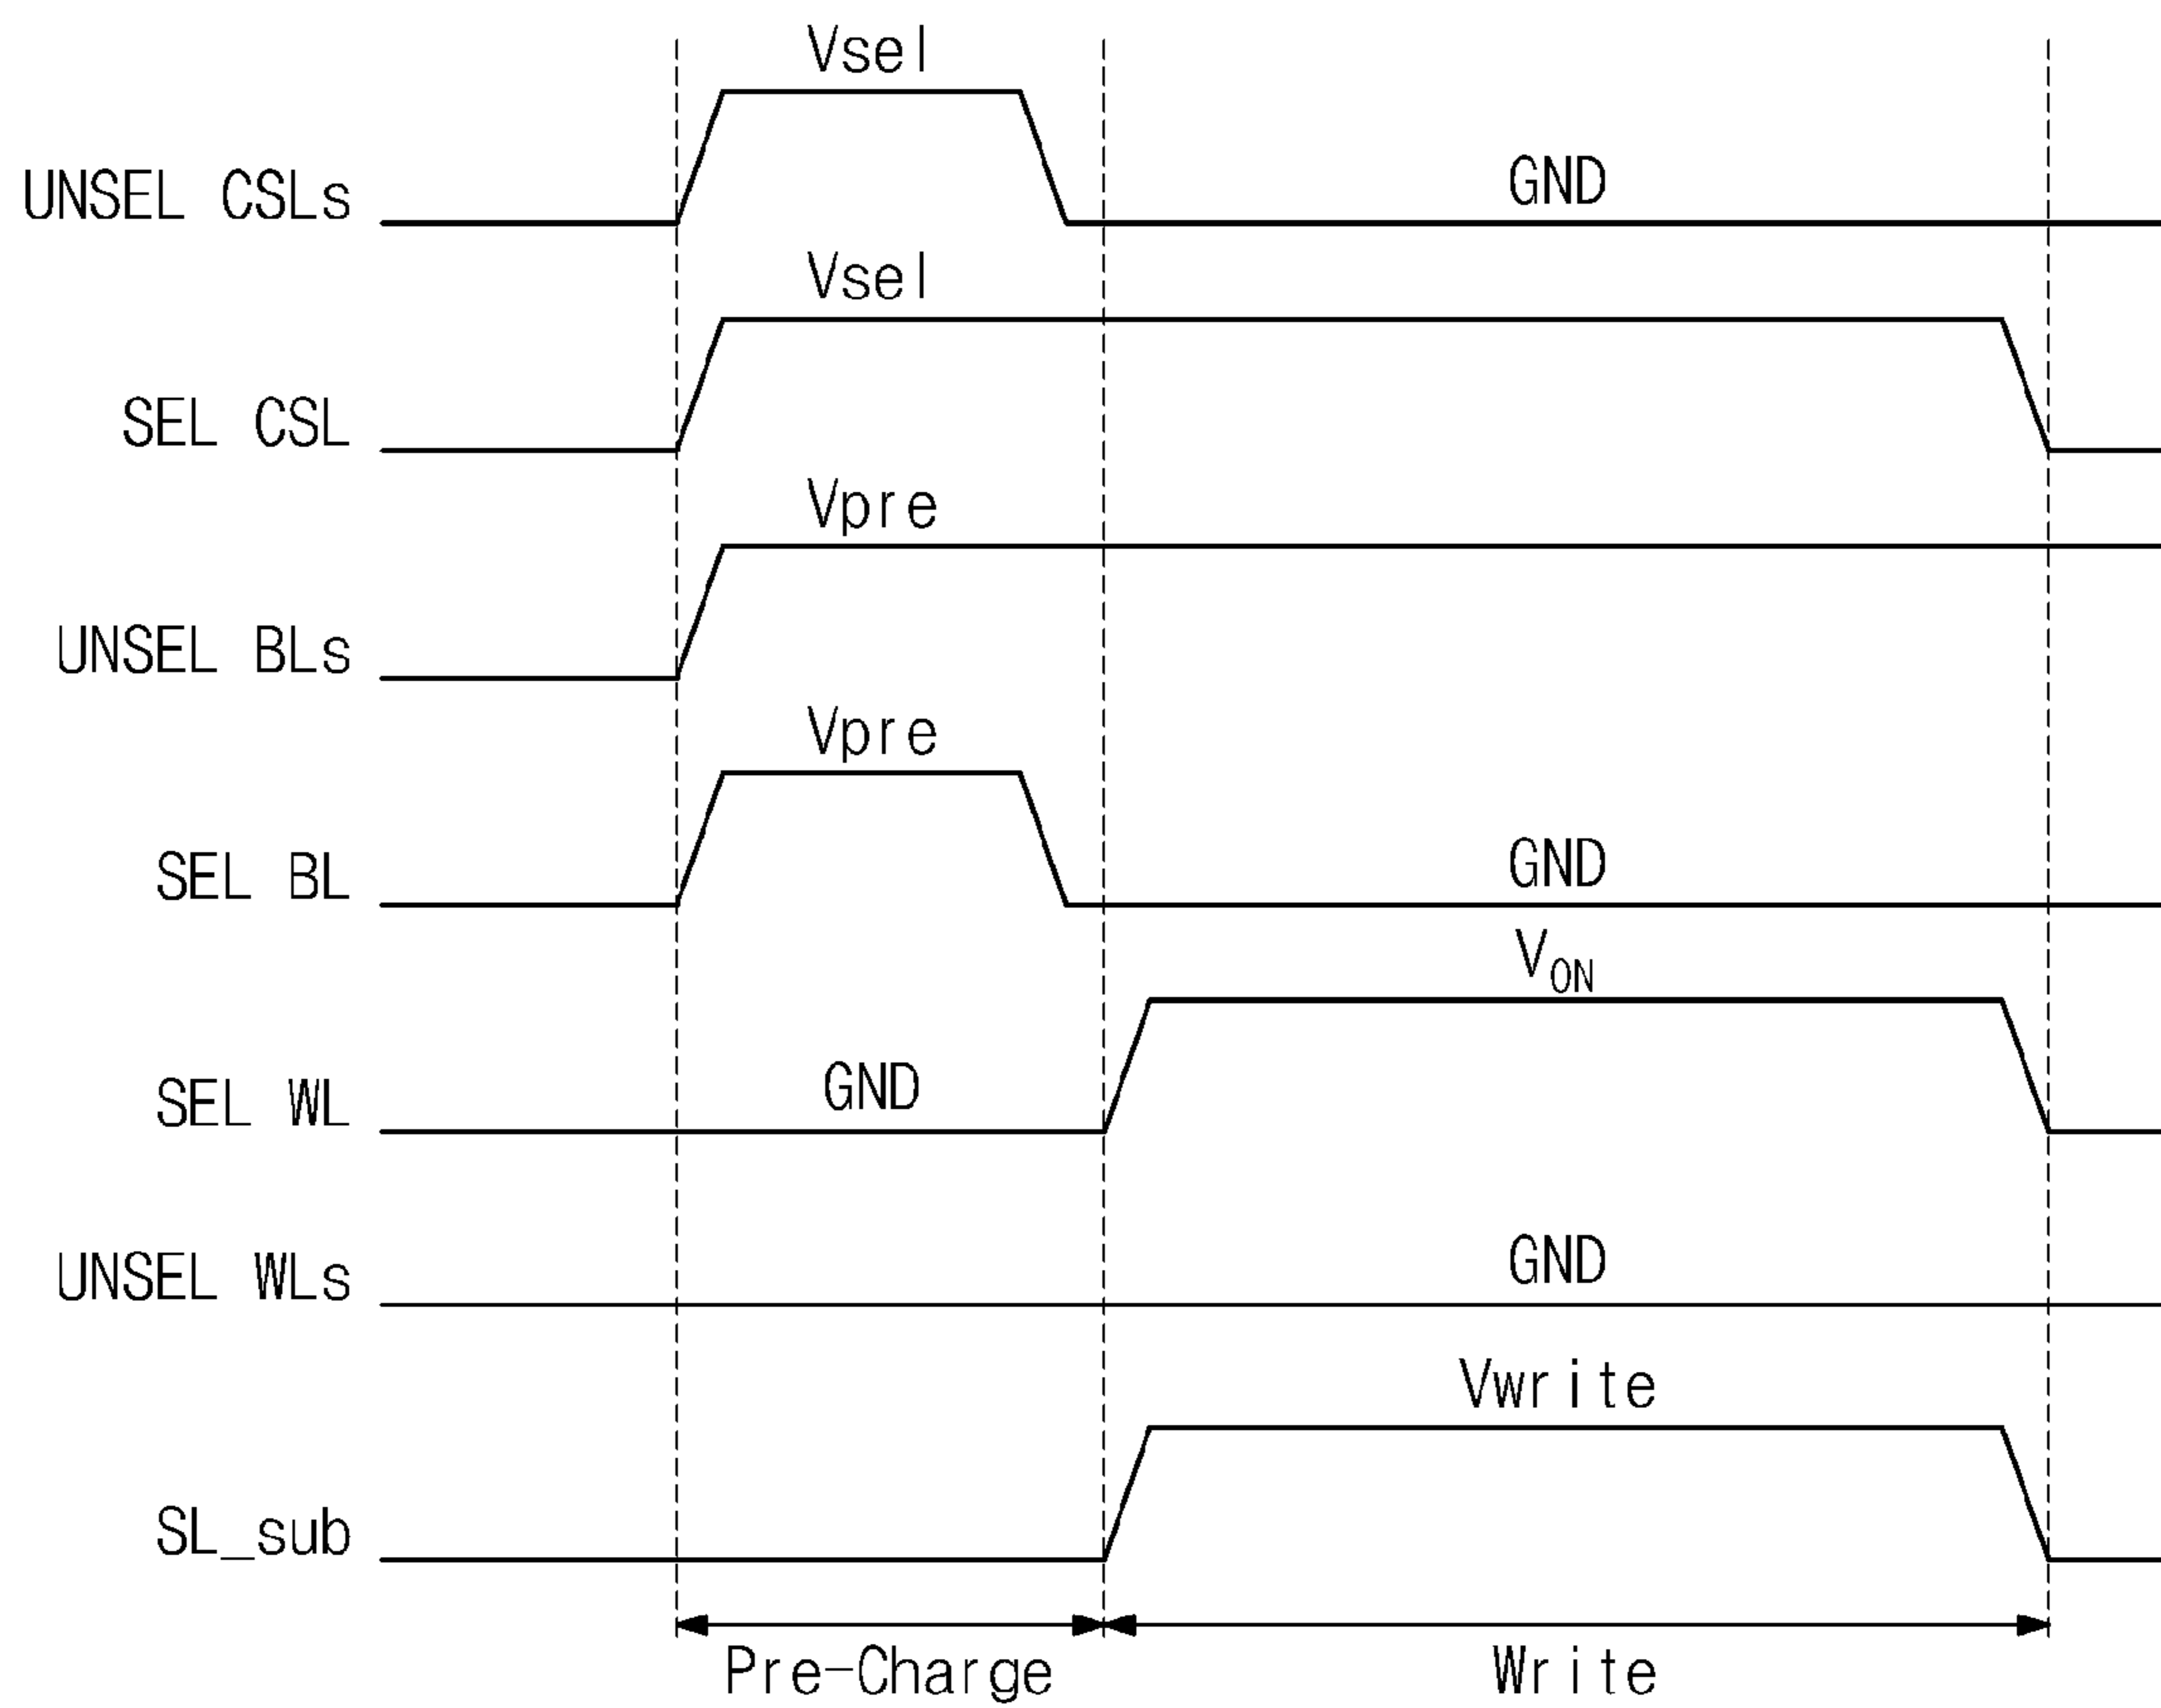 Vsel
UNSEL CSLs
GND
Vsel
SEL CSL
Vpre
UNSEL BLs
Vpre
SEL BL
GND
VON
SEL WL
GND
UNSEL WLs
GND
Vwrite
SL_sub
Pre-Charge
Write